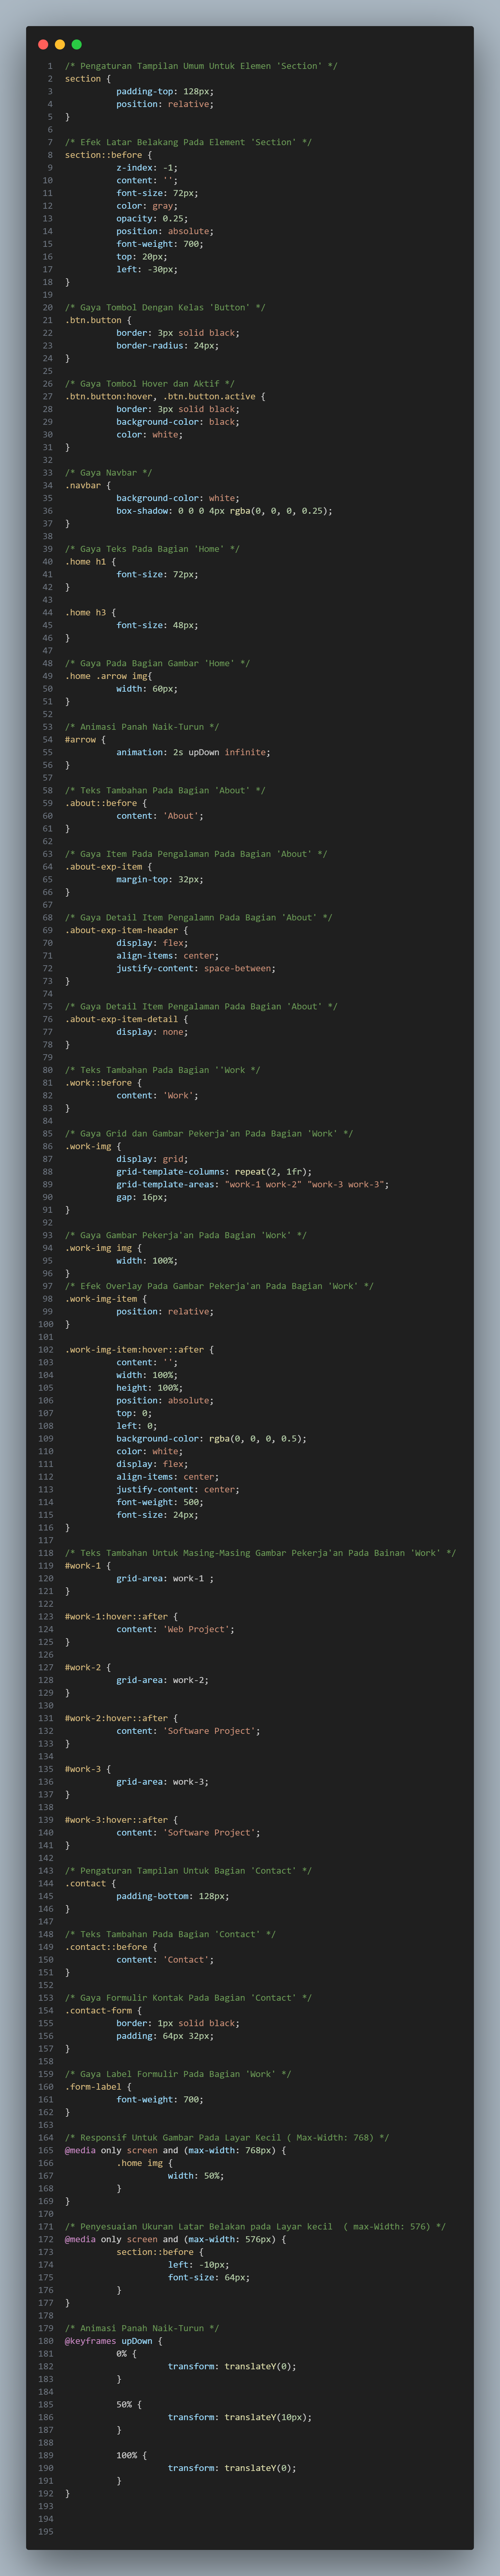 1 /* Pengaturan Tampilan Umum Untuk Elemen 'Section' */
2 section {
3 padding-top: 128px;
4 position: relative;
5 }
6
7 /* Efek Latar Belakang Pada Element 'Section' */
8 section::before {
9 z-index: -1;
10 content: '';
11 font-size: 72px;
12 color: gray;
13 opacity: 0.25;
14 position: absolute;
15 font-weight: 700;
16 top: 20px;
17 left: -30px;
18 }
19
20 /* Gaya Tombol Dengan Kelas 'Button' */
21 .btn.button {
22 border: 3px solid black;
23 border-radius: 24px;
24 }
25
26 /* Gaya Tombol Hover dan Aktif */
27 .btn.button:hover, .btn.button.active {
28 border: 3px solid black;
29 background-color: black;
30 color: white;
31 }
32
33 /* Gaya Navbar */
34 .navbar {
35 background-color: white;
36 box-shadow: 0 0 0 4px rgba(0, 0, 0, 0.25);
37 }
38
39 /* Gaya Teks Pada Bagian 'Home' */
40 .home h1 {
41 font-size: 72px;
42 }
43
44 .home h3 {
45 font-size: 48px;
46 }
47
48 /* Gaya Pada Bagian Gambar 'Home' */
49 .home .arrow img{
50 width: 60px;
51 }
52
53 /* Animasi Panah Naik-Turun */
54 #arrow {
55 animation: 2s upDown infinite;
56 }
57
58 /* Teks Tambahan Pada Bagian 'About' */
59 .about::before {
60 content: 'About';
61 }
62
63 /* Gaya Item Pada Pengalaman Pada Bagian 'About' */
64 .about-exp-item {
65 margin-top: 32px;
66 }
67
68 /* Gaya Detail Item Pengalamn Pada Bagian 'About' */
69 .about-exp-item-header {
70 display: flex;
71 align-items: center;
72 justify-content: space-between;
73 }
74
75 /* Gaya Detail Item Pengalaman Pada Bagian 'About' */
76 .about-exp-item-detail {
77 display: none;
78 }
79
80 /* Teks Tambahan Pada Bagian ''Work */
81 .work::before {
82 content: 'Work';
83 }
84
85 /* Gaya Grid dan Gambar Pekerja'an Pada Bagian 'Work' */
86 .work-img {
87 display: grid;
88 grid-template-columns: repeat(2, 1fr);
89 grid-template-areas: "work-1 work-2" "work-3 work-3";
90 gap: 16px;
91 }
92
93 /* Gaya Gambar Pekerja'an Pada Bagian 'Work' */
94 .work-img img {
95 width: 100%;
96 }
97 /* Efek Overlay Pada Gambar Pekerja'an Pada Bagian 'Work' */
98 .work-img-item {
99 position: relative;
100 }
101
102 .work-img-item:hover::after {
103 content: '';
104 width: 100%;
105 height: 100%;
106 position: absolute;
107 top: 0;
108 left: 0;
109 background-color: rgba(0, 0, 0, 0.5);
110 color: white;
111 display: flex;
112 align-items: center;
113 justify-content: center;
114 font-weight: 500;
115 font-size: 24px;
116 }
117
118 /* Teks Tambahan Untuk Masing-Masing Gambar Pekerja'an Pada Bainan 'Work' */
119 #work-1 {
120 grid-area: work-1 ;
121 }
122
123 #work-1:hover::after {
124 content: 'Web Project';
125 }
126
127 #work-2 {
128 grid-area: work-2;
129 }
130
131 #work-2:hover::after {
132 content: 'Software Project';
133 }
134
135 #work-3 {
136 grid-area: work-3;
137 }
138
139 #work-3:hover::after {
140 content: 'Software Project';
141 }
142
143 /* Pengaturan Tampilan Untuk Bagian 'Contact' */
144 .contact {
145 padding-bottom: 128px;
146 }
147
148 /* Teks Tambahan Pada Bagian 'Contact' */
149 .contact::before {
150 content: 'Contact';
151 }
152
153 /* Gaya Formulir Kontak Pada Bagian 'Contact' */
154 .contact-form {
155 border: 1px solid black;
156 padding: 64px 32px;
157 }
158
159 /* Gaya Label Formulir Pada Bagian 'Work' */
160 .form-label {
161 font-weight: 700;
162 }
163
164 /* Responsif Untuk Gambar Pada Layar Kecil ( Max-Width: 768) */
165 @media only screen and (max-width: 768px) {
166 .home img {
167 width: 50%;
168 }
169 }
170
171 /* Penyesuaian Ukuran Latar Belakan pada Layar kecil  ( max-Width: 576) */
172 @media only screen and (max-width: 576px) {
173 section::before {
174 left: -10px;
175 font-size: 64px;
176 }
177 }
178
179 /* Animasi Panah Naik-Turun */
180 @keyframes upDown {
181 0% {
182 transform: translateY(0);
183 }
184
185 50% {
186 transform: translateY(10px);
187 }
188
189 100% {
190 transform: translateY(0);
191 }
192 }
193
194
195